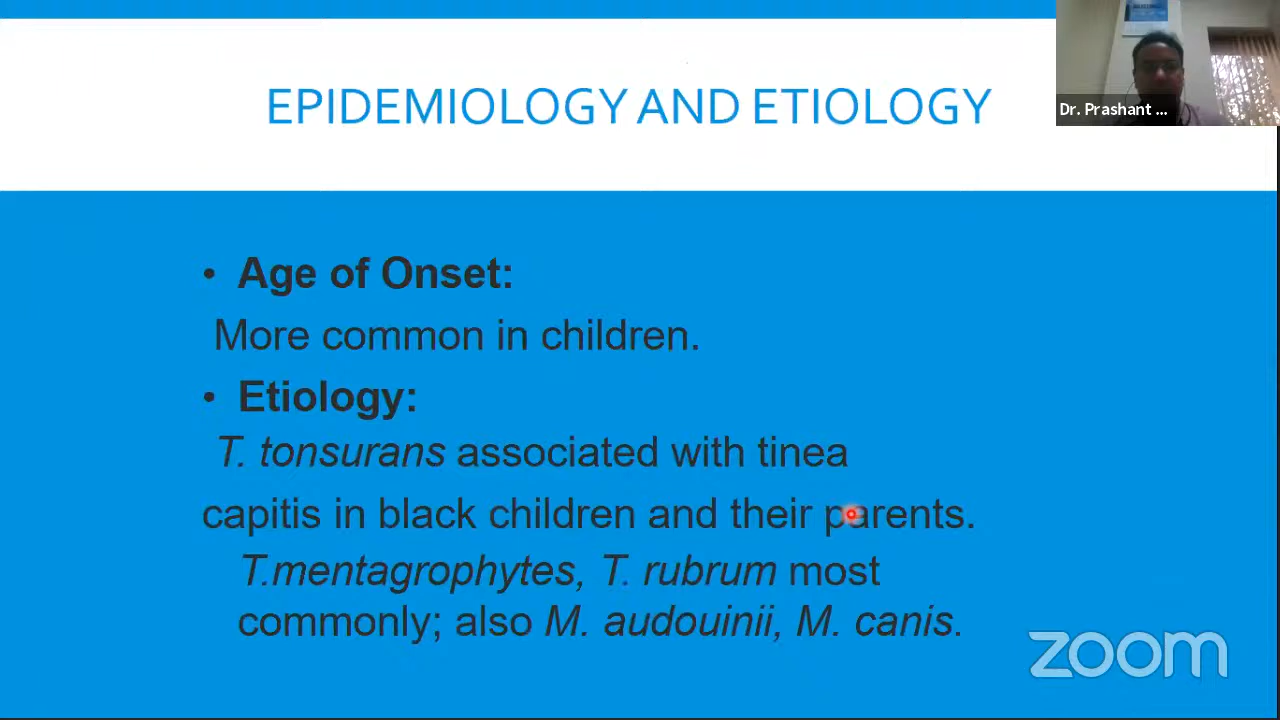 EPIDEMIOLOGY AND ETIOLOGY
Dr. Prashant ...
• Age of Onset:
More common in children.
• Etiology:
T. tonsurans associated with tinea
capitis in black children and their parents.
T.mentagrophytes, T. rubrum most
commonly; also M. audouinii, M. canis.
zoom